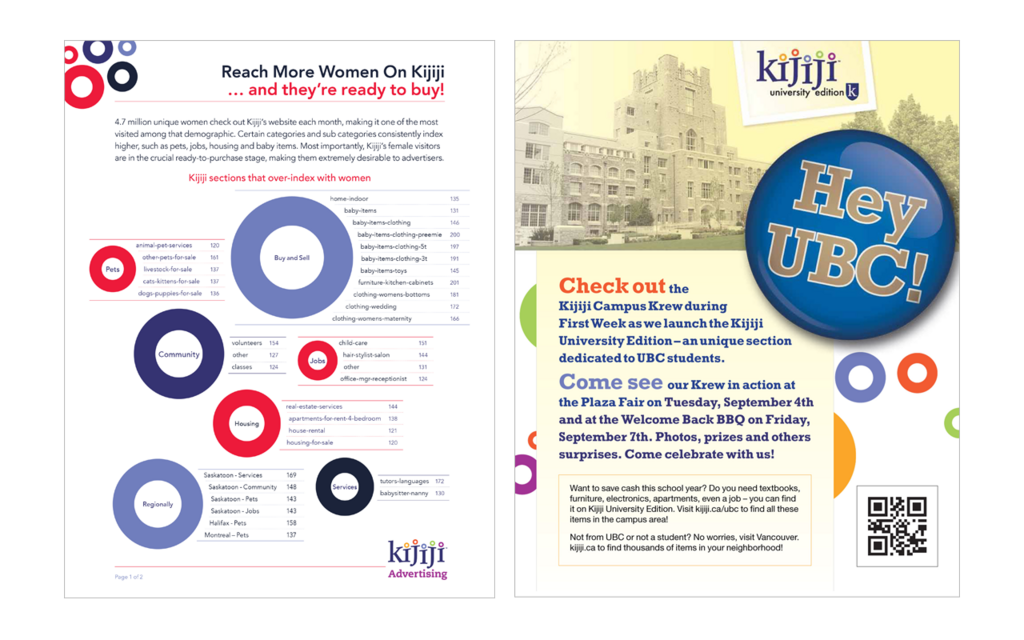 Reach More Women On Kijiji
... and they're ready to buy!
4.7 million unique women check out Kijiji's website each month, making it one of the most
visited among that demographic. Certain categories and sub categories consistently index
higher, such as pets, jobs, housing and baby items. Most importantly, Kijiji's female visitors
are in the crucial ready-to-purchase stage, making them extremely desirable to advertisers.
Kijiji sections that over-index with women
Buy and Sell
home-indoor 135
baby-items 131
baby-items-clothing 146
baby-items-clothing-preemie 200
baby-items-clothing-5t 197
baby-items-clothing-3t 191
baby-items-toys 145
furniture-kitchen-cabinets 201
clothing-womens-bottoms 181
clothing-wedding 172
clothing-womens-maternity 166
Pets
animal-pet-services 120
other-pets-for-sale 161
livestock-for-sale 137
cats-kittens-for-sale 137
dogs-puppies-for-sale 136
Community
volunteers 154
other 127
classes 124
Jobs
child-care 151
hair-stylist-salon 144
other 131
office-mgr-receptionist 126
Housing
real-estate-services 144
apartments-for-rent-4-bedroom 138
house-rental 121
housing-for-sale 120
Regionally
Saskatoon - Services 169
Saskatoon - Community 148
Saskatoon - Pets 143
Saskatoon - Jobs 143
Halifax - Pets 158
Montreal – Pets 137
Services
tutors-languages 172
babysitter-nanny 130
kijiji
Advertising
Page 1 of 2
kijiji
university edition k
Hey
UBC!
Check out the
Kijiji Campus Krew during
First Week as we launch the Kijiji
University Edition – an unique section
dedicated to UBC students.
Come see our Krew in action at
the Plaza Fair on Tuesday, September 4th
and at the Welcome Back BBQ on Friday,
September 7th. Photos, prizes and others
surprises. Come celebrate with us!
Want to save cash this school year? Do you need textbooks,
furniture, electronics, apartments, even a job – you can find
it on Kijiji University Edition. Visit kijiji.ca/ubc to find all these
items in the campus area!
Not from UBC or not a student? No worries, visit Vancouver.
kijiji.ca to find thousands of items in your neighborhood!